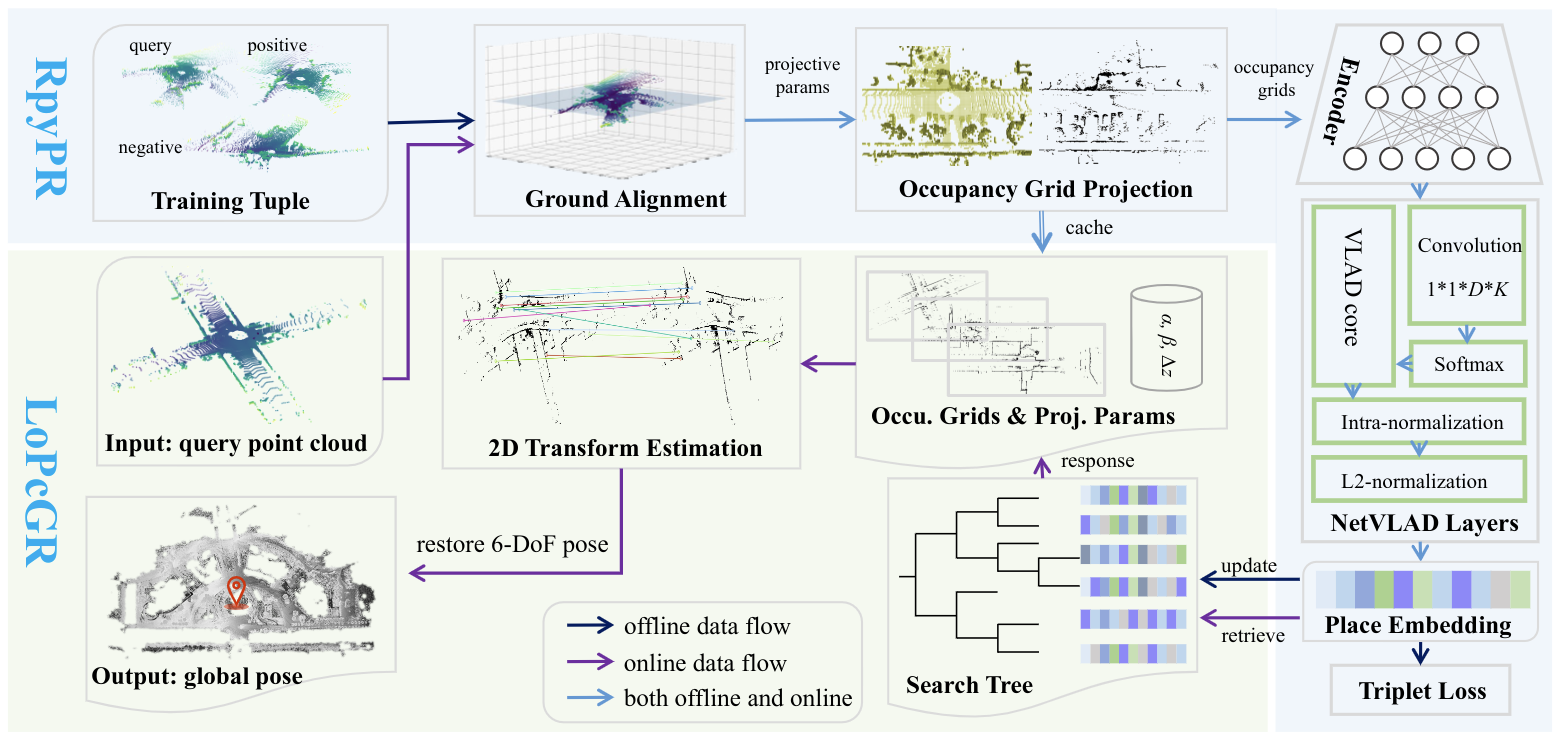 RpyPR
query
positive
negative
Training Tuple
Ground Alignment
projective
params
Occupancy Grid Projection
occupancy
grids
Encoder
cache
VLAD core
Convolution
1*1*D*K
Softmax
Intra-normalization
L2-normalization
NetVLAD Layers
Place Embedding
Triplet Loss
LoPcGR
Input: query point cloud
2D Transform Estimation
α, β, Δz
Occu. Grids & Proj. Params
response
update
retrieve
Search Tree
restore 6-DoF pose
Output: global pose
offline data flow
online data flow
both offline and online